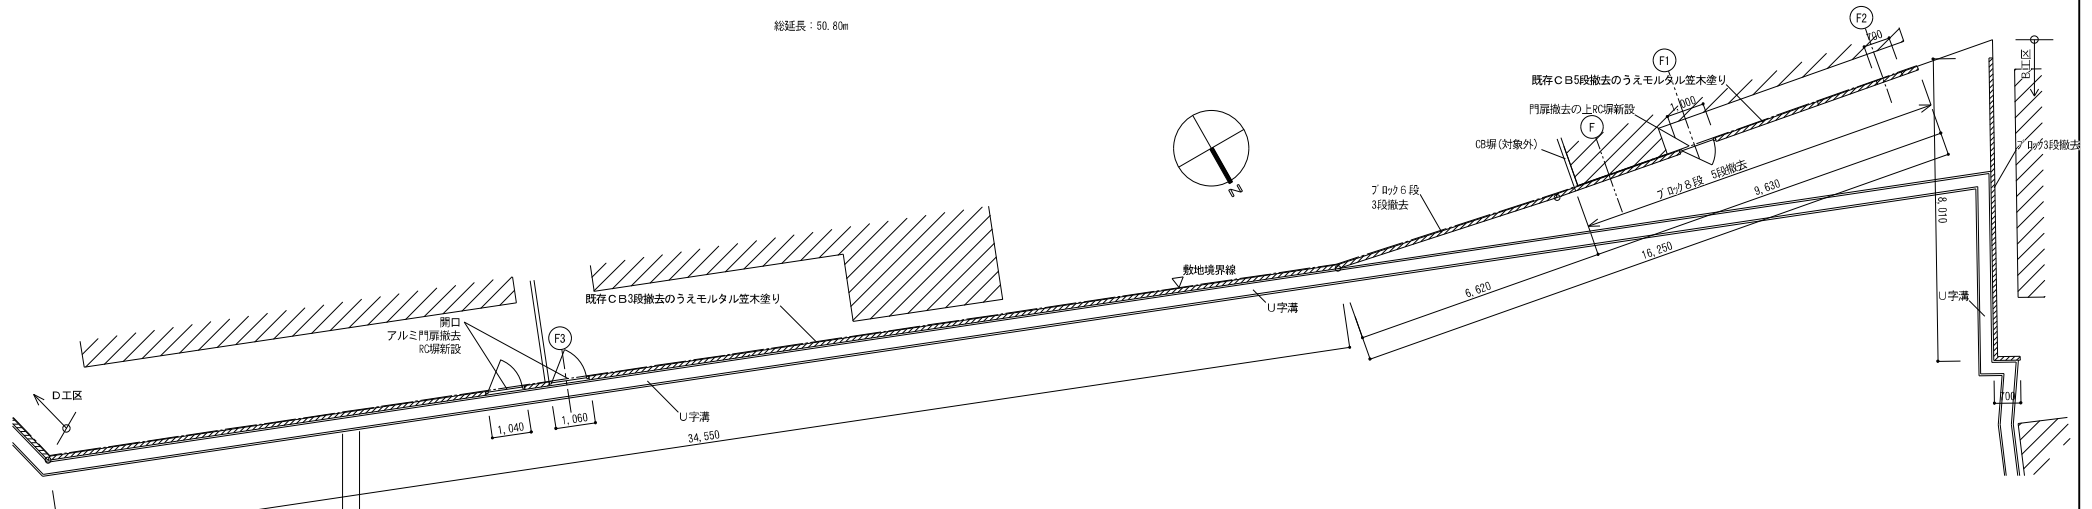 総延長：50.80m
F2
700
F1
既存ＣＢ5段撤去のうえモルタル笠木塗り
1,000
門扉撤去の上RC塀新設
F
CB塀(対象外)
Ｂ工区
ﾌﾞﾛｯｸ3段撤去
ﾌﾞﾛｯｸ８段　5段撤去
9,630
8,010
ﾌﾞﾛｯｸ６段
3段撤去
N
16,250
6,620
敷地境界線
Ｕ字溝
Ｕ字溝
既存ＣＢ3段撤去のうえモルタル笠木塗り
開口
アルミ門扉撤去
RC塀新設
F3
Ｄ工区
Ｕ字溝
1,040
1,060
34,550
700